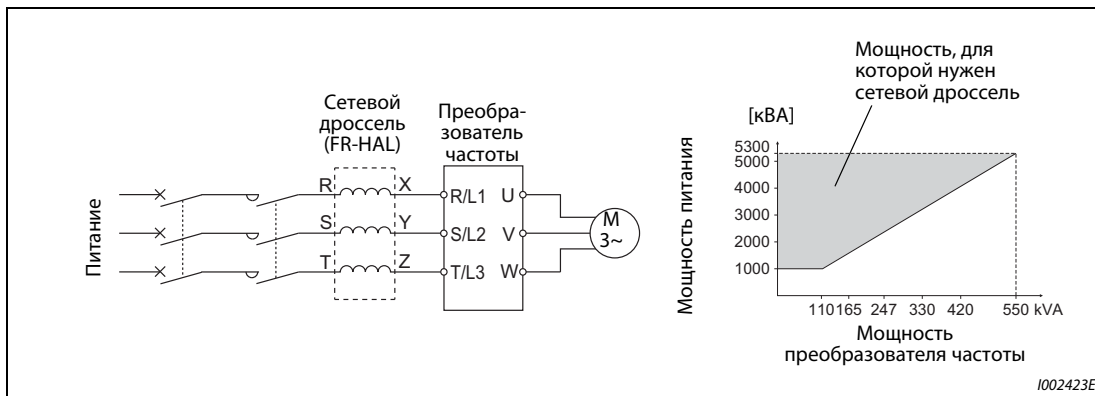 Питание
Сетевой
дроссель
(FR-HAL)
Преобра-
зователь
частоты
R X R/L1 U
S Y S/L2 V
T Z T/L3 W
M
3~
Мощность, для
которой нужен
сетевой дроссель
[кВА]
Мощность питания
5300
5000
4000
3000
2000
1000
110 165 247 330 420 550 kVA
Мощность
преобразователя частоты
I002423E